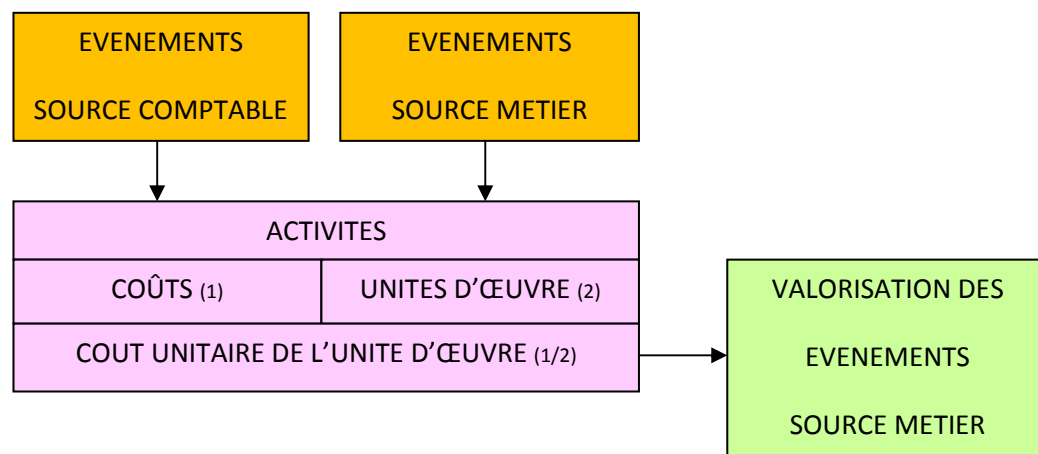 EVENEMENTS
SOURCE COMPTABLE
EVENEMENTS
SOURCE METIER
ACTIVITES
COÛTS (1)
UNITES D’ŒUVRE (2)
COUT UNITAIRE DE L’UNITE D’ŒUVRE (1/2)
VALORISATION DES
EVENEMENTS
SOURCE METIER